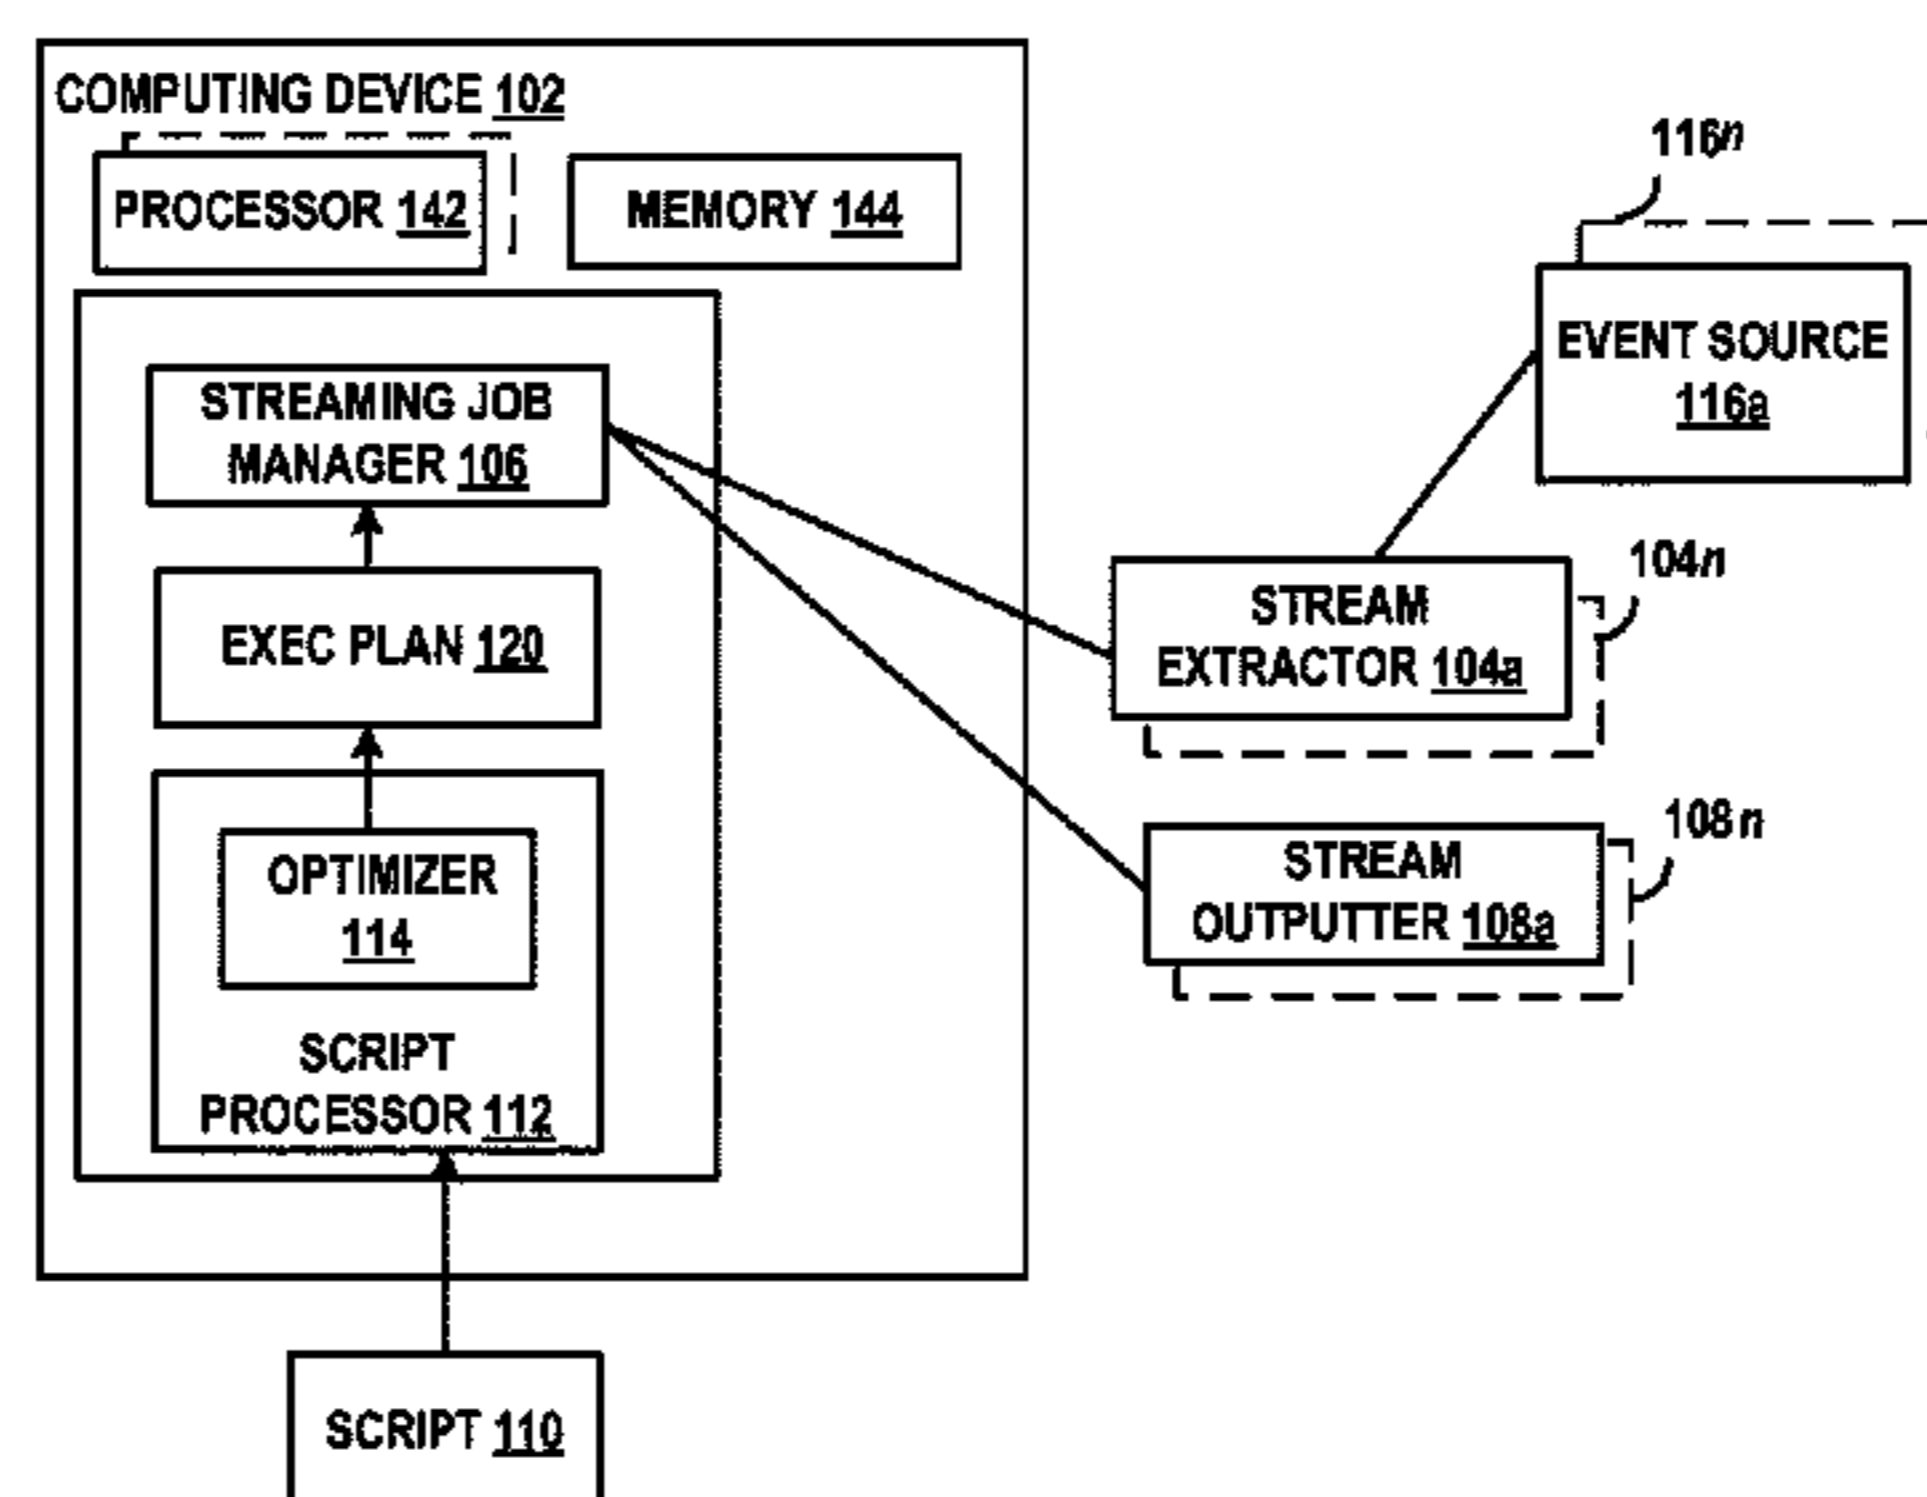 COMPUTING DEVICE 102
PROCESSOR 142
MEMORY 144
STREAMING JOB
MANAGER 106
EXEC PLAN 120
OPTIMIZER
114
SCRIPT
PROCESSOR 112
SCRIPT 110
116n
EVENT SOURCE
116a
104n
STREAM
EXTRACTOR 104a
108n
STREAM
OUTPUTTER 108a